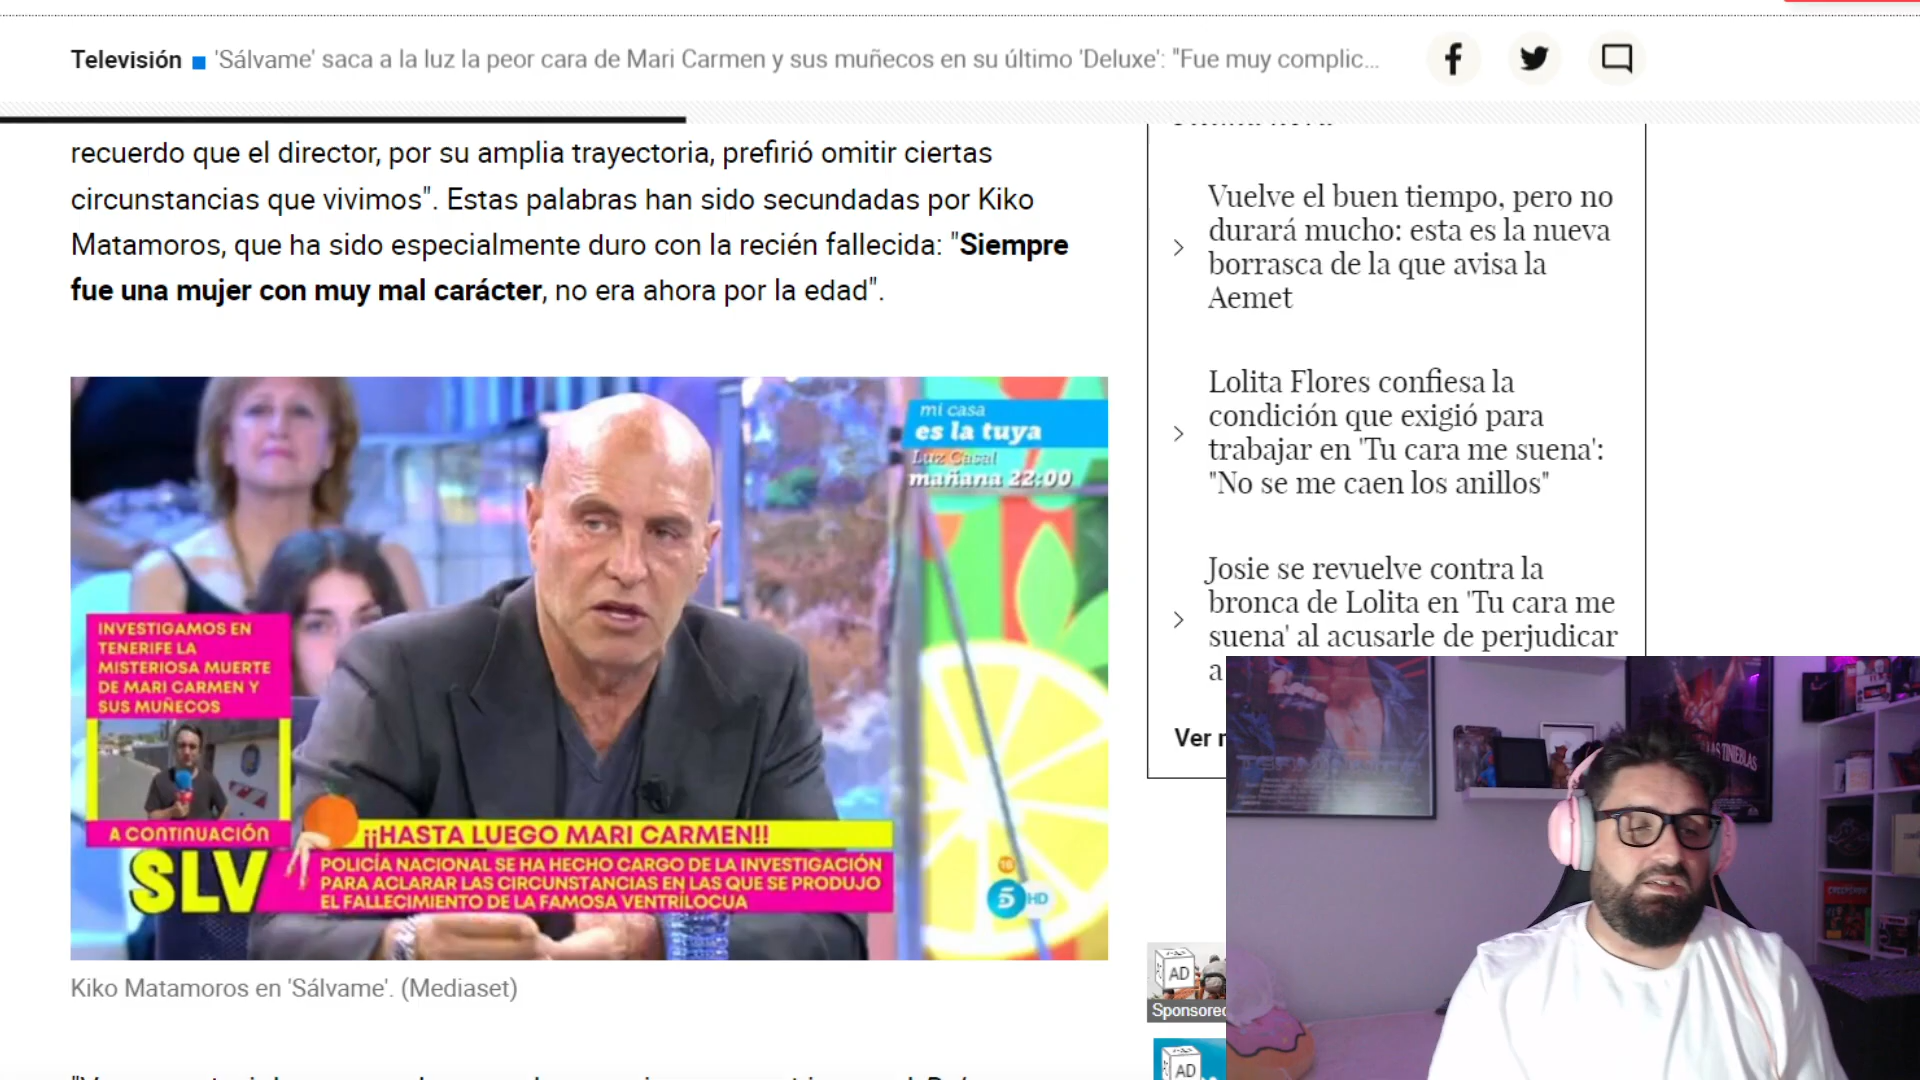 Televisión 'Sálvame' saca a la luz la peor cara de Mari Carmen y sus muñecos en su último 'Deluxe': "Fue muy complic...
recuerdo que el director, por su amplia trayectoria, prefirió omitir ciertas
circunstancias que vivimos". Estas palabras han sido secundadas por Kiko
Matamoros, que ha sido especialmente duro con la recién fallecida: "Siempre
fue una mujer con muy mal carácter, no era ahora por la edad".
mi casa
es la tuya
Luz Casal
mañana 22:00
INVESTIGAMOS EN
TENERIFE LA
MISTERIOSA MUERTE
DE MARI CARMEN Y
SUS MUÑECOS
A CONTINUACIÓN
SLV
¡¡HASTA LUEGO MARI CARMEN!!
POLICÍA NACIONAL SE HA HECHO CARGO DE LA INVESTIGACIÓN
PARA ACLARAR LAS CIRCUNSTANCIAS EN LAS QUE SE PRODUJO
EL FALLECIMIENTO DE LA FAMOSA VENTRÍLOCUA
5 HD
Kiko Matamoros en 'Sálvame'. (Mediaset)
Vuelve el buen tiempo, pero no
durará mucho: esta es la nueva
borrasca de la que avisa la
Aemet
Lolita Flores confiesa la
condición que exigió para
trabajar en 'Tu cara me suena':
"No se me caen los anillos"
Josie se revuelve contra la
bronca de Lolita en 'Tu cara me
suena' al acusarle de perjudicar
a
Ver
AD
Sponsored
AD